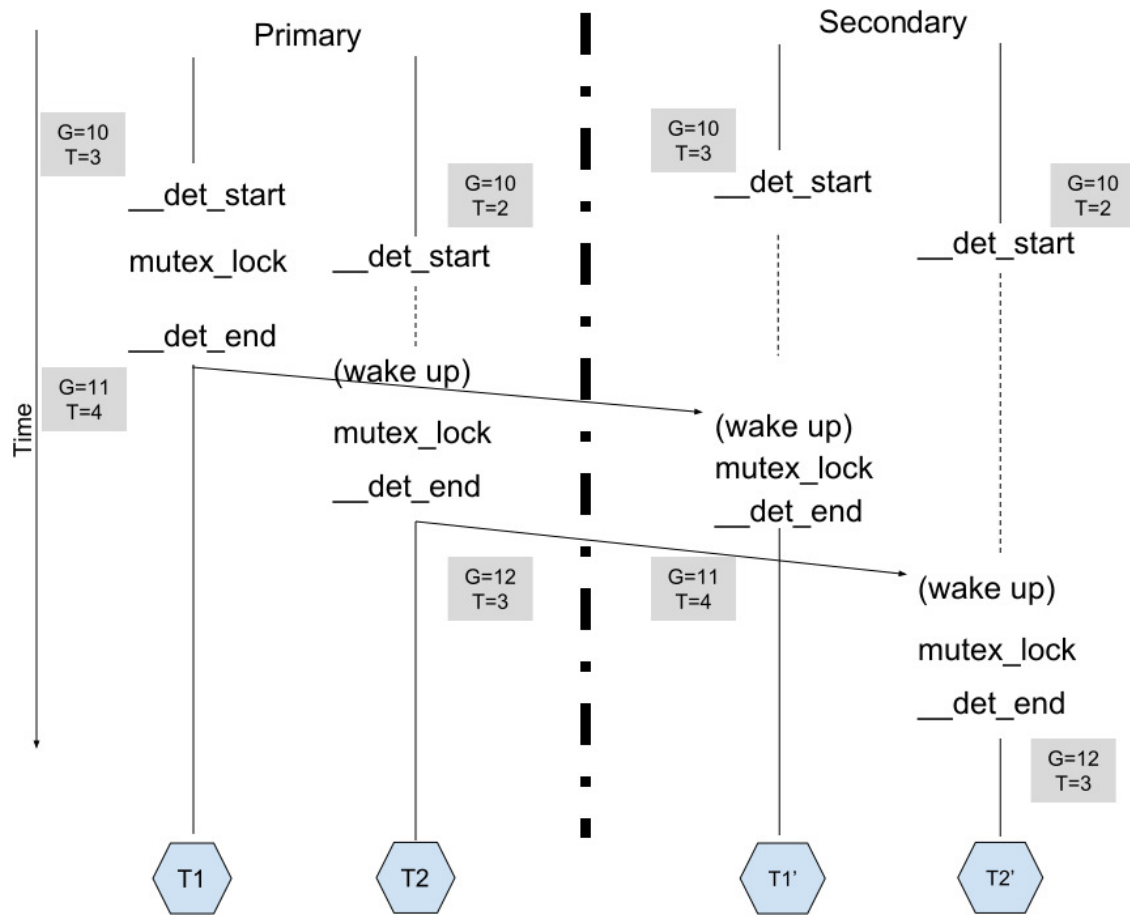 Primary
Secondary
Time
G=10
T=3
__det_start
mutex_lock
__det_end
G=11
T=4
T1
G=10
T=2
__det_start
(wake up)
mutex_lock
__det_end
G=12
T=3
T2
G=10
T=3
__det_start
(wake up)
mutex_lock
__det_end
G=11
T=4
T1’
G=10
T=2
__det_start
(wake up)
mutex_lock
__det_end
G=12
T=3
T2’